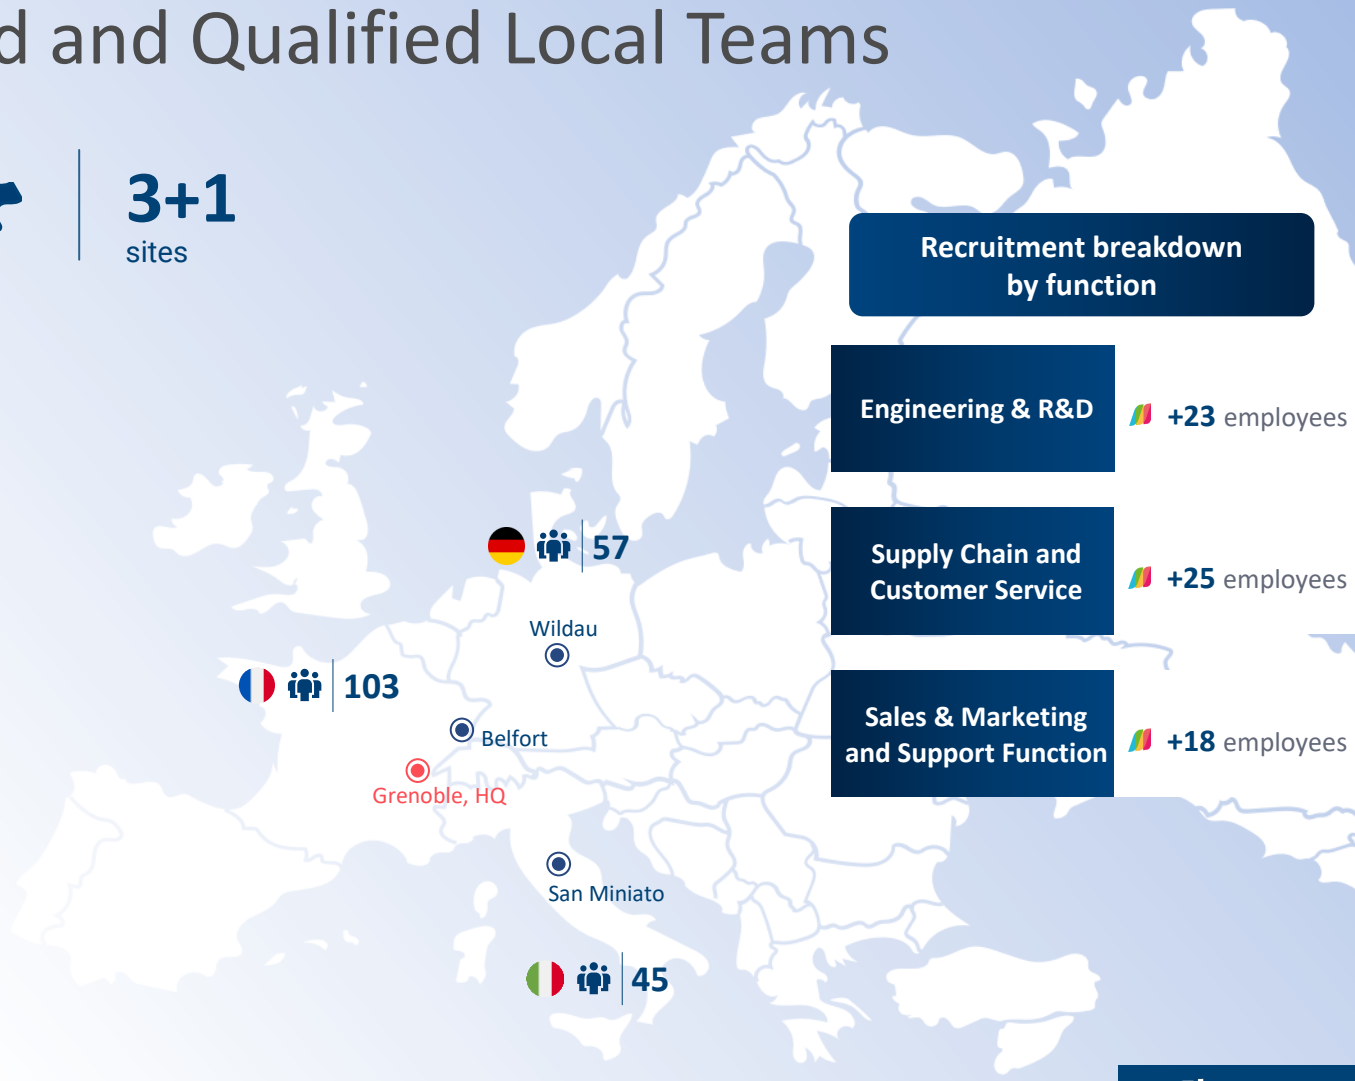 and Qualified Local Teams
3+1
sites
Recruitment breakdown
by function
Engineering & R&D
+23 employees
57
Supply Chain and
Customer Service
+25 employees
Wildau
103
Sales & Marketing
and Support Function
+18 employees
Belfort
Grenoble, HQ
San Miniato
45